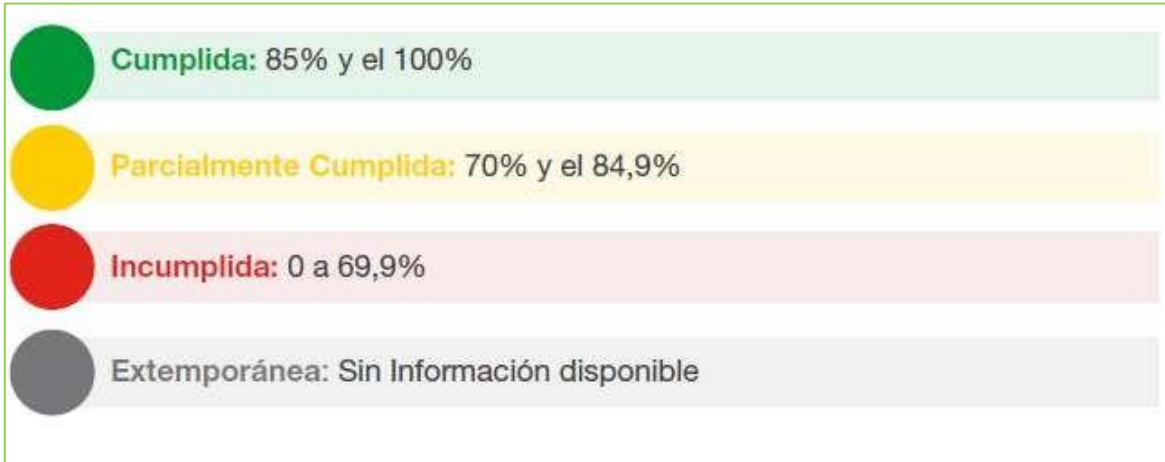 Cumplida: 85% y el 100%
Parcialmente Cumplida: 70% y el 84,9%
Incumplida: 0 a 69,9%
Extemporánea: Sin Información disponible